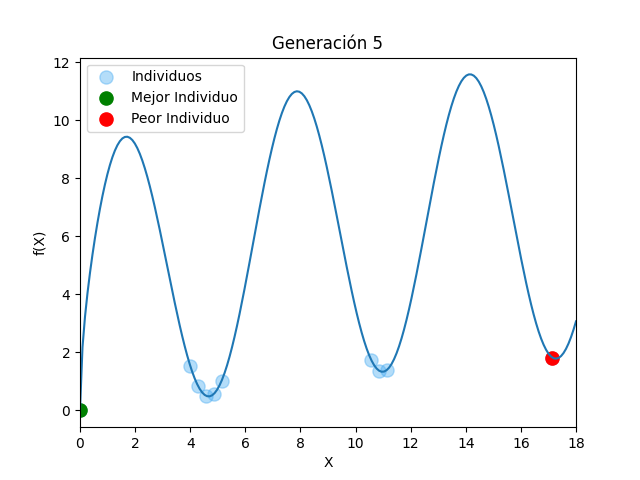 Generación 5
Individuos
Mejor Individuo
Peor Individuo
12
10
8
6
4
2
0
f(X)
0 2 4 6 8 10 12 14 16 18
X